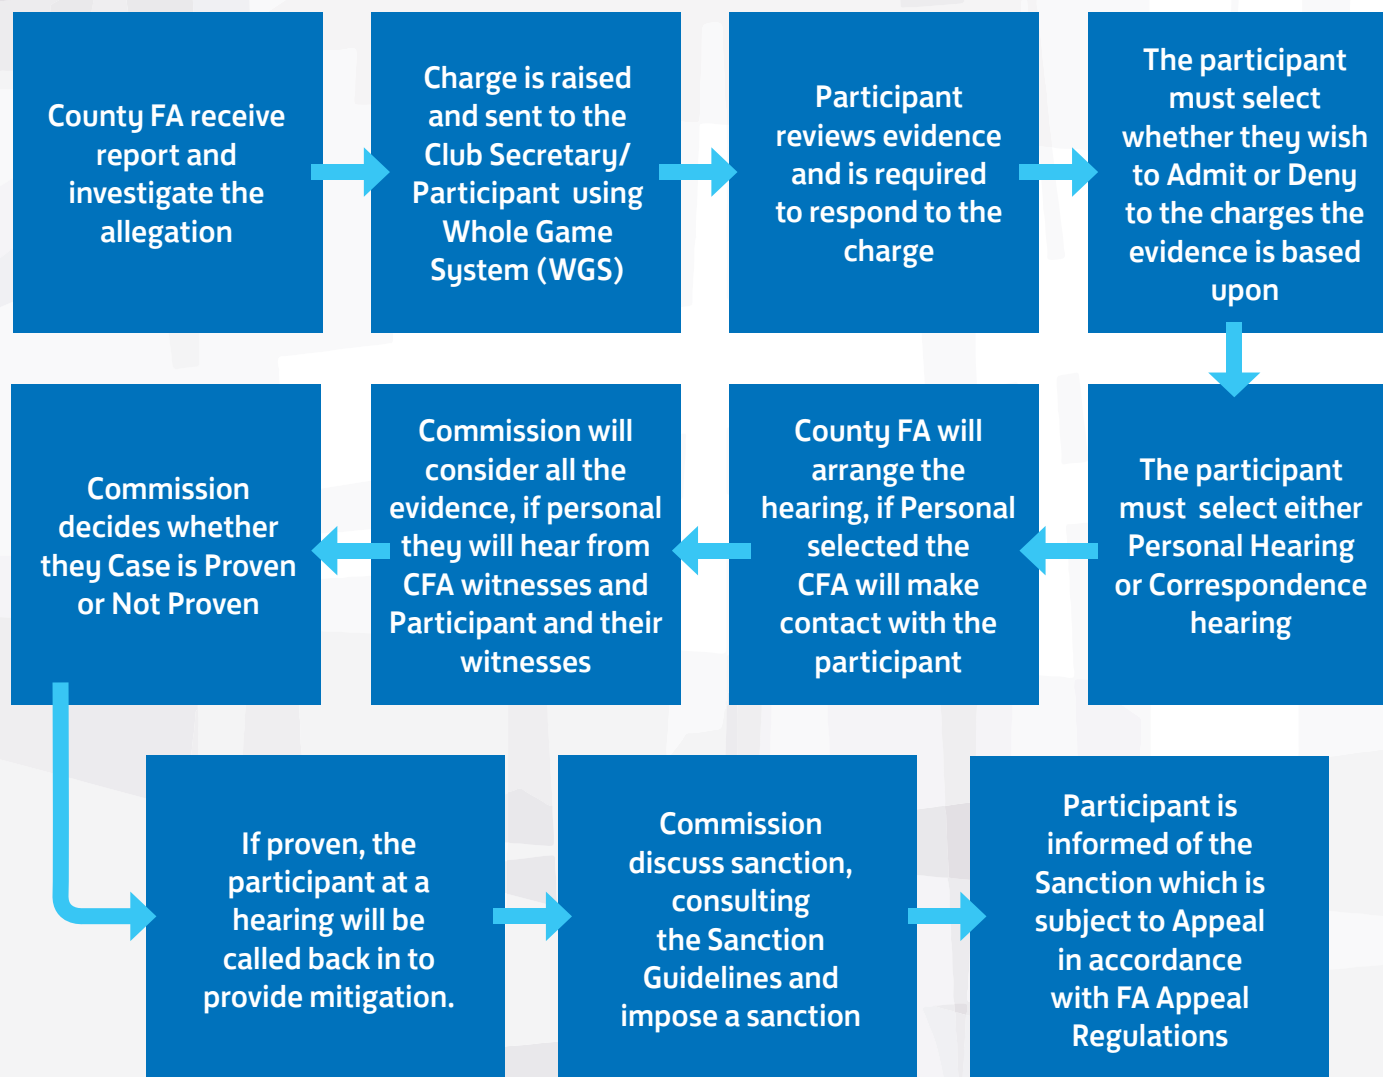 County FA receive
report and
investigate the
allegation
Charge is raised
and sent to the
Club Secretary/
Participant using
Whole Game
System (WGS)
Participant
reviews evidence
and is required
to respond to the
charge
The participant
must select
whether they wish
to Admit or Deny
to the charges the
evidence is based
upon
The participant
must select either
Personal Hearing
or Correspondence
hearing
County FA will
arrange the
hearing, if Personal
selected the
CFA will make
contact with the
participant
Commission will
consider all the
evidence, if personal
they will hear from
CFA witnesses and
Participant and their
witnesses
Commission
decides whether
they Case is Proven
or Not Proven
If proven, the
participant at a
hearing will be
called back in to
provide mitigation.
Commission
discuss sanction,
consulting
the Sanction
Guidelines and
impose a sanction
Participant is
informed of the
Sanction which is
subject to Appeal
in accordance
with FA Appeal
Regulations